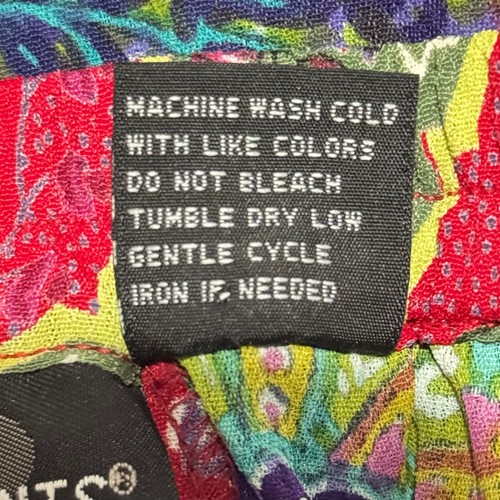 MACHINE WASH COLD
WITH LIKE COLORS
DO NOT BLEACH
TUMBLE DRY LOW
GENTLE CYCLE
IRON IF NEEDED